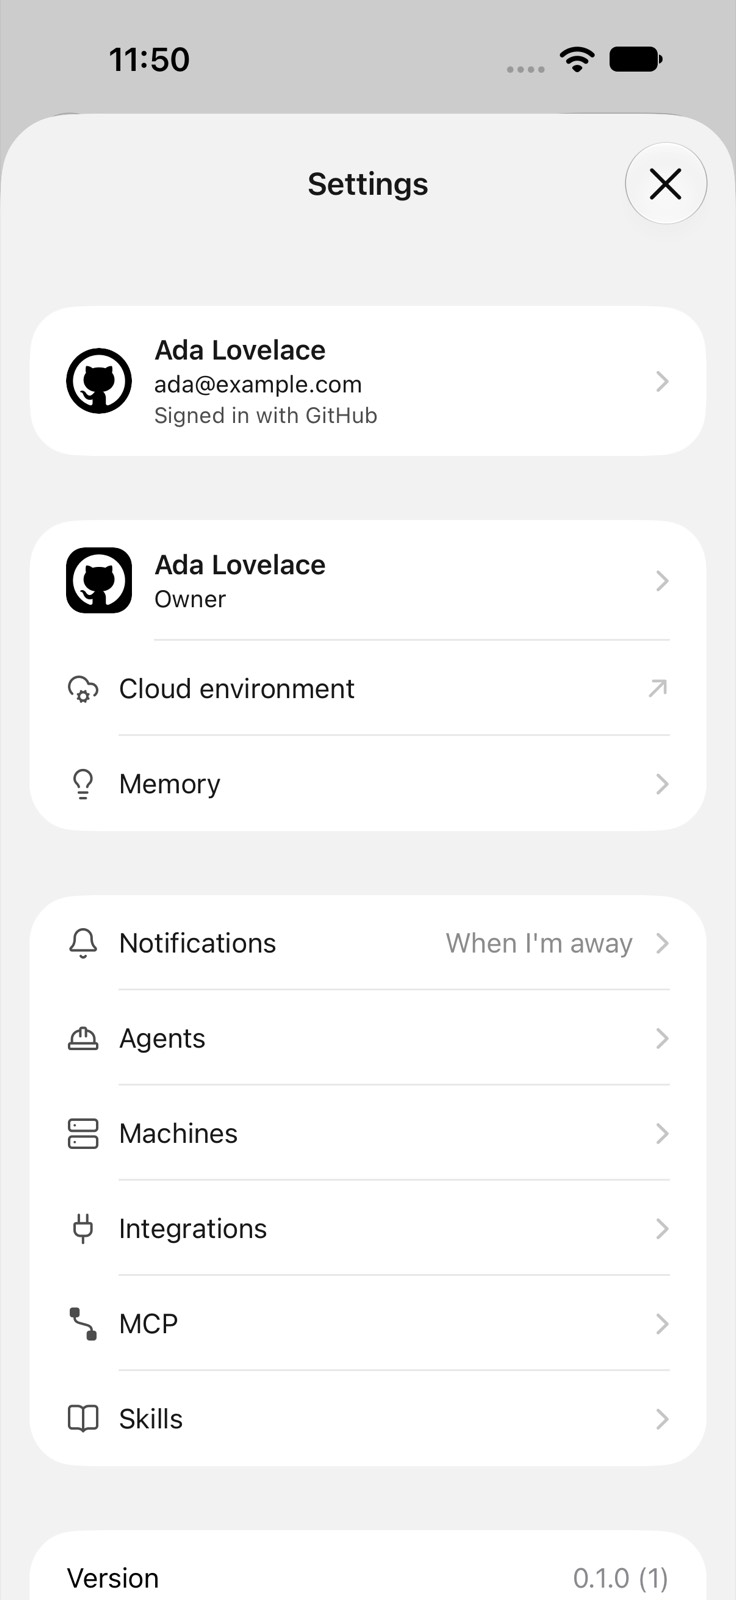 11:50
Settings
Ada Lovelace
ada@example.com
Signed in with GitHub
Ada Lovelace
Owner
Cloud environment
Memory
Notifications When I'm away
Agents
Machines
Integrations
MCP
Skills
Version 0.1.0 (1)